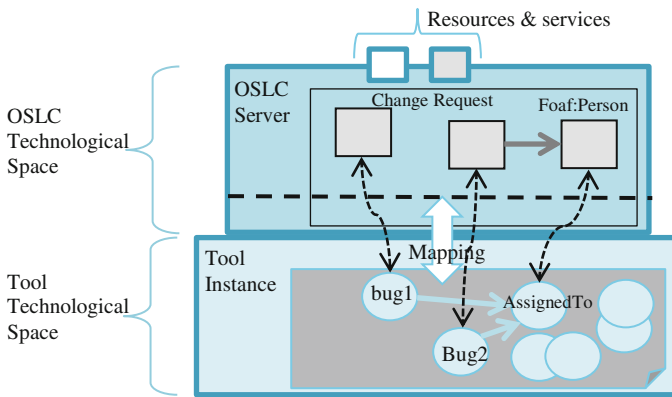 Resources & services
OSLC
Technological
Space
OSLC
Server
Change Request
Foaf:Person
Mapping
Tool
Technological
Space
Tool
Instance
bug1
AssignedTo
Bug2